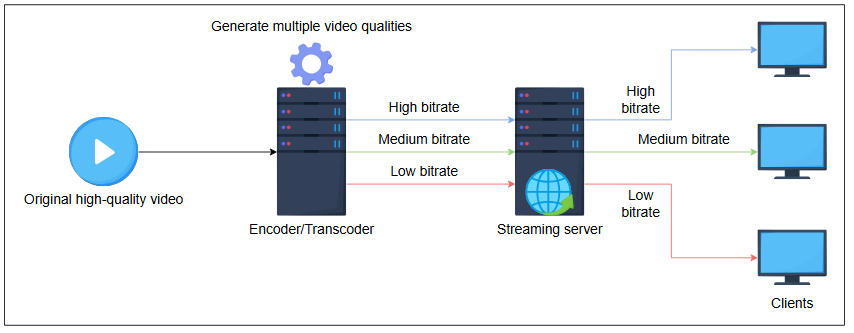 Generate multiple video qualities
High bitrate
Medium bitrate
Low bitrate
High
bitrate
Medium bitrate
Low
bitrate
Original high-quality video
Encoder/Transcoder
Streaming server
Clients